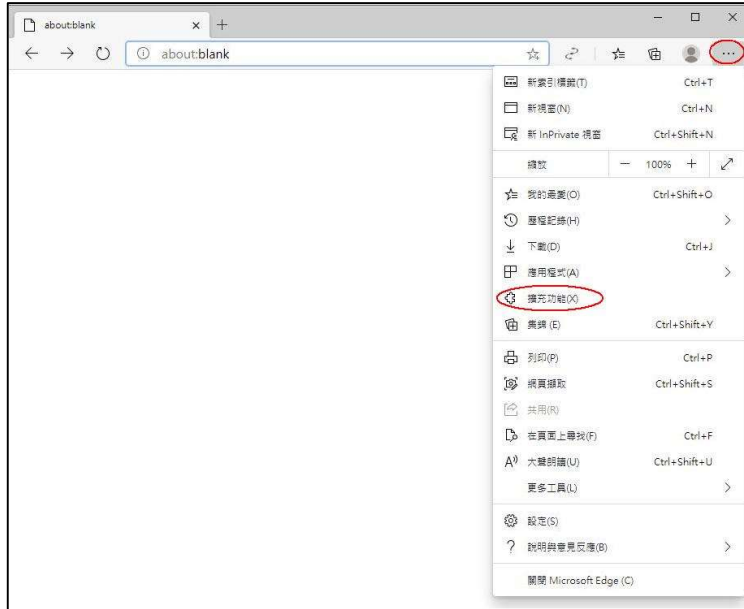 about:blank
about:blank
新索引標籤(T) Ctrl+T
新視窗(N) Ctrl+N
新 InPrivate 視窗 Ctrl+Shift+N
縮放 100%
我的最愛(O) Ctrl+Shift+O
歷程記錄(H)
下載(D) Ctrl+J
應用程式(A)
擴充功能(X)
集錦 (E) Ctrl+Shift+Y
列印(P) Ctrl+P
網頁擷取 Ctrl+Shift+S
共用(R)
在頁面上尋找(F) Ctrl+F
大聲朗讀(U) Ctrl+Shift+U
更多工具(L)
設定(S)
說明與意見反應(B)
關閉 Microsoft Edge (C)